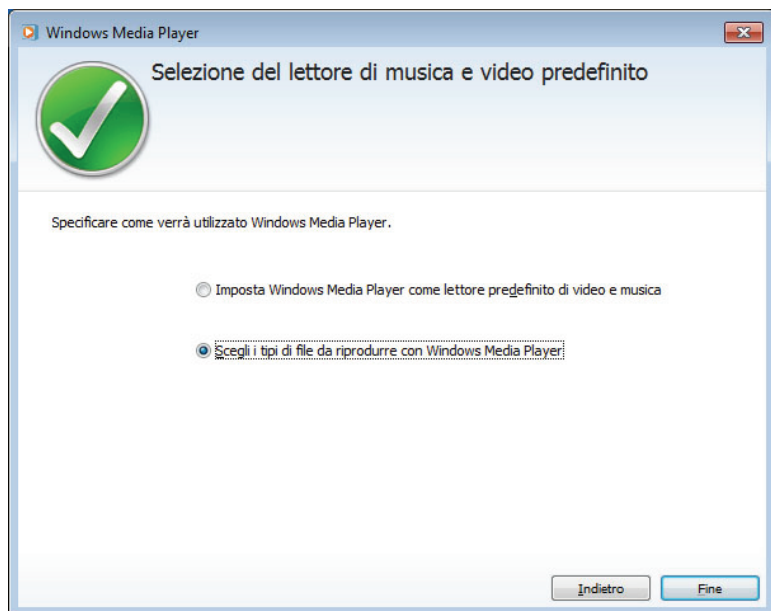 Windows Media Player
Selezione del lettore di musica e video predefinito
Specificare come verrà utilizzato Windows Media Player.
Imposta Windows Media Player come lettore predefinito di video e musica
Scegli i tipi di file da riprodurre con Windows Media Player
Indietro Fine